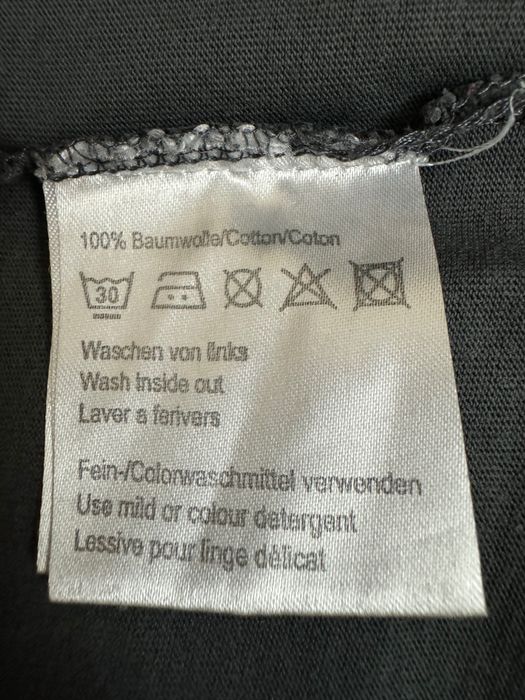 100% Baumwolle/Cotton/Coton
30
Waschen von links
Wash inside out
Laver a ferivers
Fein-/Colorwaschmittel verwenden
Use mild or colour detergent
Lessive pour linge délicat